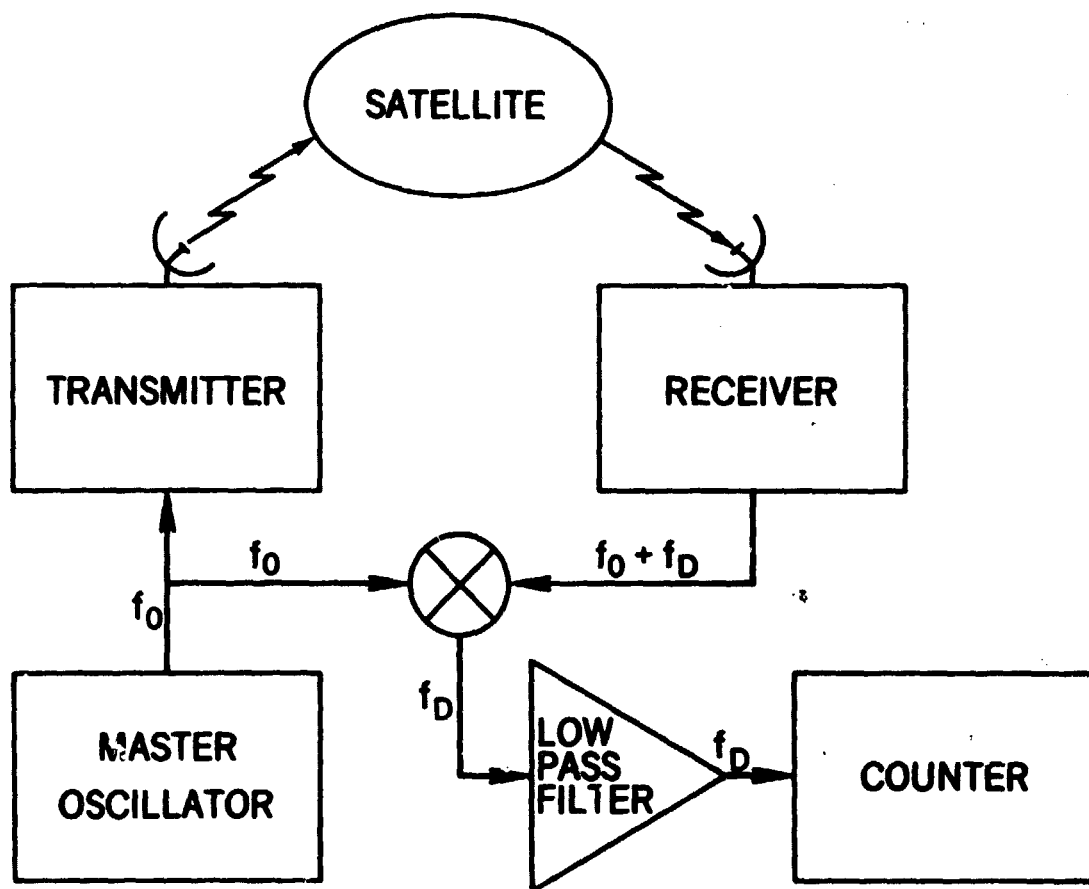 SATELLITE
TRANSMITTER
RECEIVER
f0
f0 + fD
f0
fD
MASTER
OSCILLATOR
LOW
PASS
FILTER
fD
COUNTER